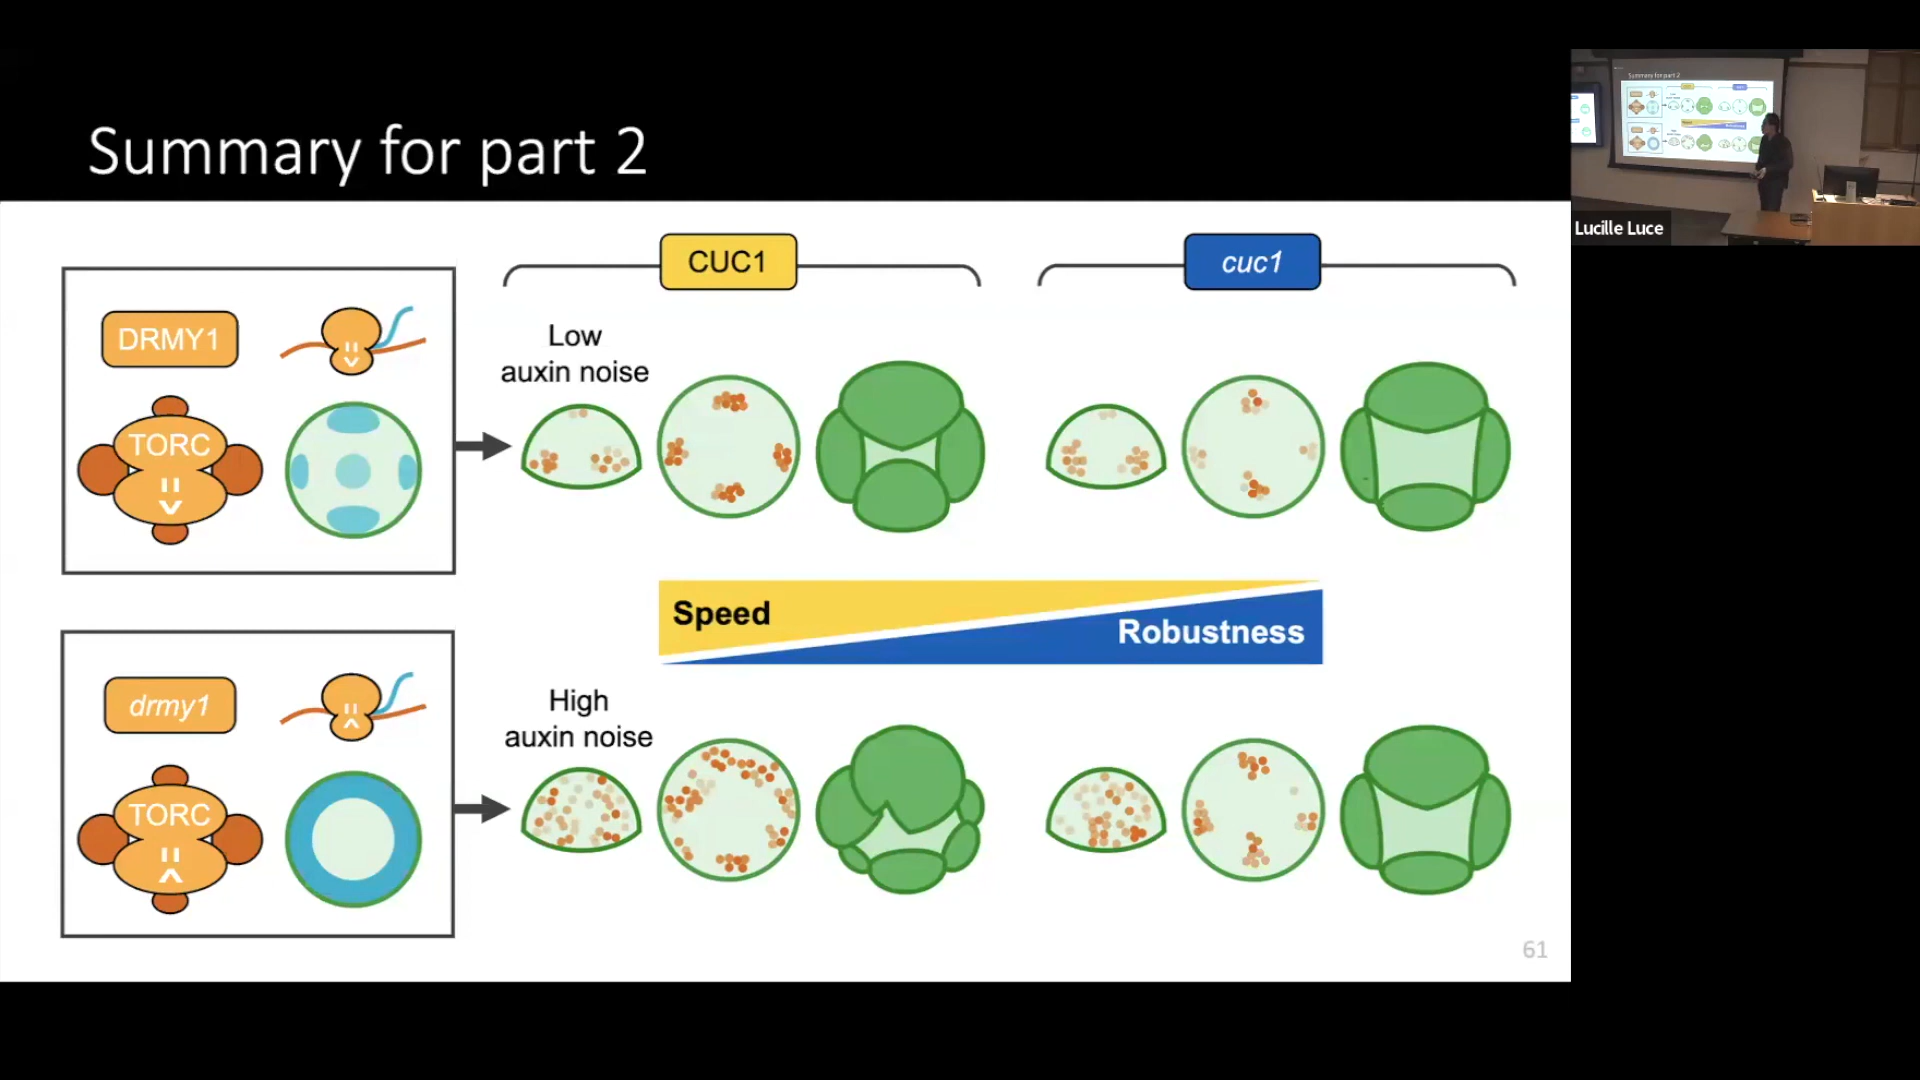 Summary for part 2
Lucille Luce
CUC1
cuc1
DRMY1
TORC
Low
auxin noise
Speed
Robustness
drmy1
TORC
High
auxin noise
61
Summary for part 2